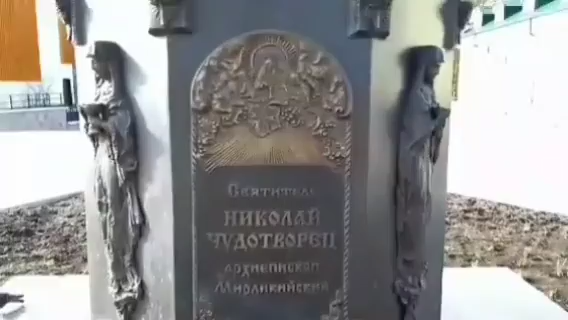 Святитель
НИКОЛАЙ
ЧУДОТВОРЕЦ
АРХИЕПИСКОП
Мирликийский